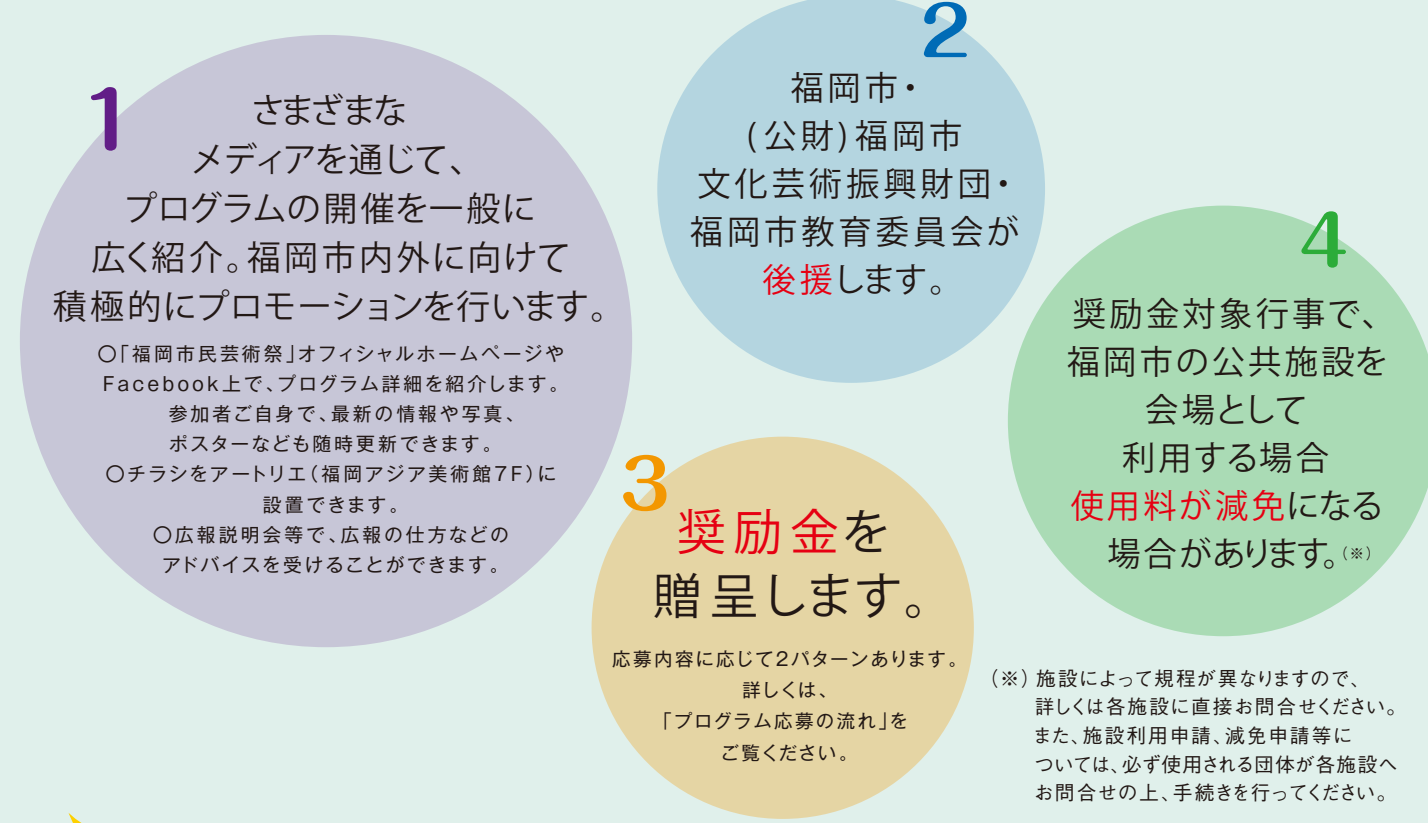 1
さまざまな
メディアを通じて、
プログラムの開催を一般に
広く紹介。福岡市内外に向けて
積極的にプロモーションを行います。
〇「福岡市民芸術祭」オフィシャルホームページや
Facebook上で、プログラム詳細を紹介します。
参加者ご自身で、最新の情報や写真、
ポスターなども随時更新できます。
〇チラシをアートリエ(福岡アジア美術館7F)に
設置できます。
〇広報説明会等で、広報の仕方などの
アドバイスを受けることができます。
2
福岡市・
(公財)福岡市
文化芸術振興財団・
福岡市教育委員会が
後援します。
3
奨励金を
贈呈します。
応募内容に応じて2パターンあります。
詳しくは、
「プログラム応募の流れ」を
ご覧ください。
4
奨励金対象行事で、
福岡市の公共施設を
会場として
利用する場合
使用料が減免になる
場合があります。(※)
(※)施設によって規程が異なりますので、
詳しくは各施設に直接お問合せください。
また、施設利用申請、減免申請等に
ついては、必ず使用される団体が各施設へ
お問合せの上、手続きを行ってください。